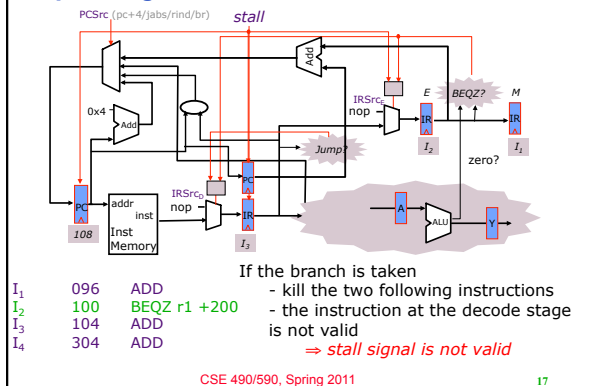 PCSrc (pc+4/jabs/rind/br)
stall
Add
E
BEQZ?
M
IRSrcE
nop
IR
IR
0x4
Add
I2
I1
Jump?
zero?
PC
IRSrcD
PC
addr
inst
nop
IR
A
ALU
Y
108
Inst
Memory
I3
If the branch is taken
I1 096 ADD
- kill the two following instructions
I2 100 BEQZ r1 +200
- the instruction at the decode stage
I3 104 ADD
is not valid
I4 304 ADD
⇒ stall signal is not valid
CSE 490/590, Spring 2011
17